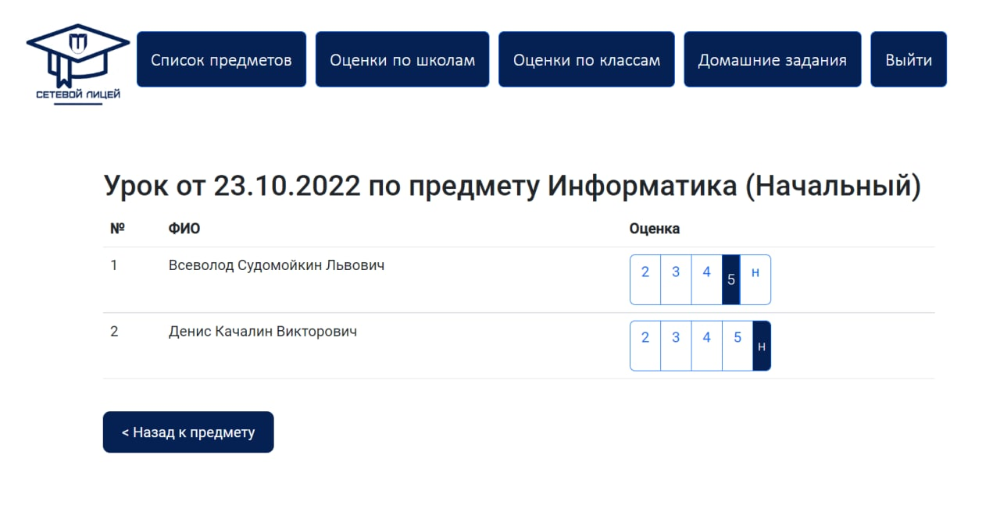 Список предметов Оценки по школам Оценки по классам Домашние задания Выйти
СЕТЕВОЙ ЛИЦЕЙ
Урок от 23.10.2022 по предмету Информатика (Начальный)
№ ФИО Оценка
1 Всеволод Судомойкин Львович 2 3 4 5 н
2 Денис Качалин Викторович 2 3 4 5 н
< Назад к предмету